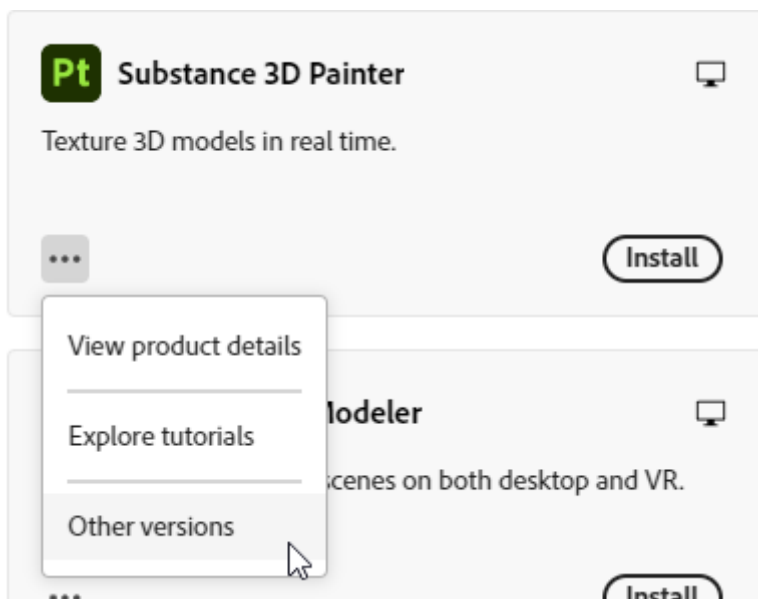 Pt Substance 3D Painter
Texture 3D models in real time.
Install
View product details
Explore tutorials
Other versions
scenes on both desktop and VR.
Install